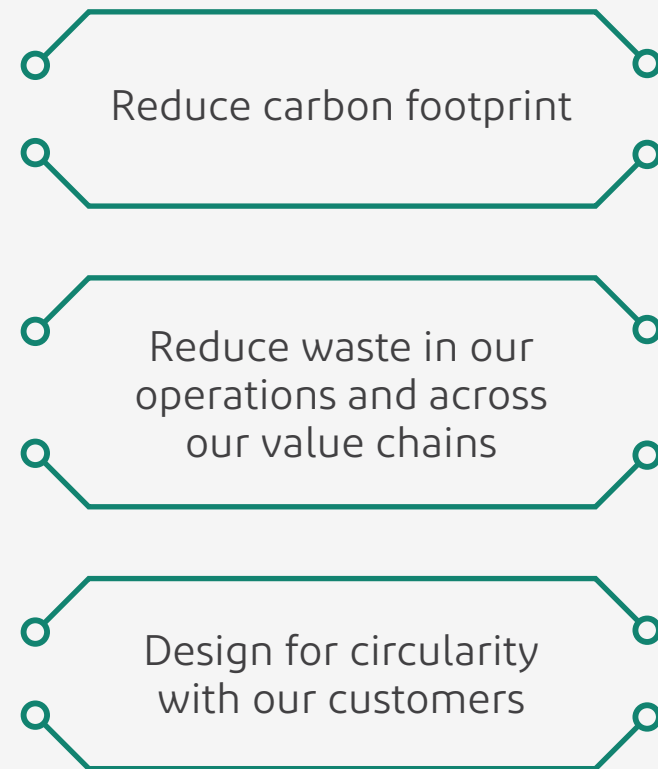 Reduce carbon footprint
Reduce waste in our
operations and across
our value chains
Design for circularity
with our customers